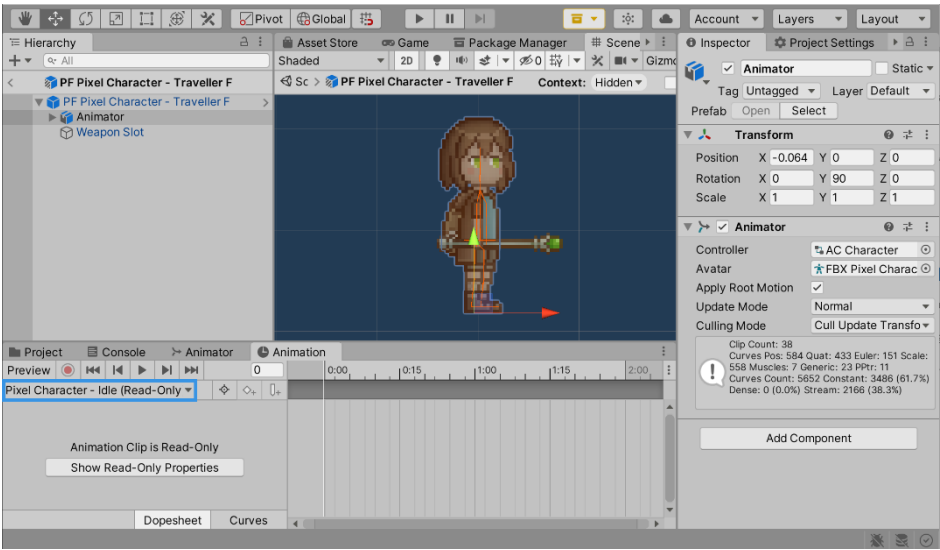 Pivot
Global
Account
Layers
Layout
Hierarchy
All
PF Pixel Character - Traveller F
PF Pixel Character - Traveller F
Animator
Weapon Slot
Asset Store
Game
Package Manager
Scene
Shaded
2D
0
Gizmo
Sc
PF Pixel Character - Traveller F
Context: Hidden
Inspector
Project Settings
Animator
Static
Tag Untagged
Layer Default
Prefab Open Select
Transform
Position X -0.064 Y 0 Z 0
Rotation X 0 Y 90 Z 0
Scale X 1 Y 1 Z 1
Animator
Controller AC Character
Avatar FBX Pixel Charac
Apply Root Motion
Update Mode Normal
Culling Mode Cull Update Transfo
Clip Count: 38
Curves Pos: 584 Quat: 433 Euler: 151 Scale:
558 Muscles: 7 Generic: 23 PPtr: 11
Curves Count: 5652 Constant: 3486 (61.7%)
Dense: 0 (0.0%) Stream: 2166 (38.3%)
Add Component
Project
Console
Animator
Animation
Preview
0
0:00 0:15 1:00 1:15 2:00
Pixel Character - Idle (Read-Only
Animation Clip is Read-Only
Show Read-Only Properties
Dopesheet Curves